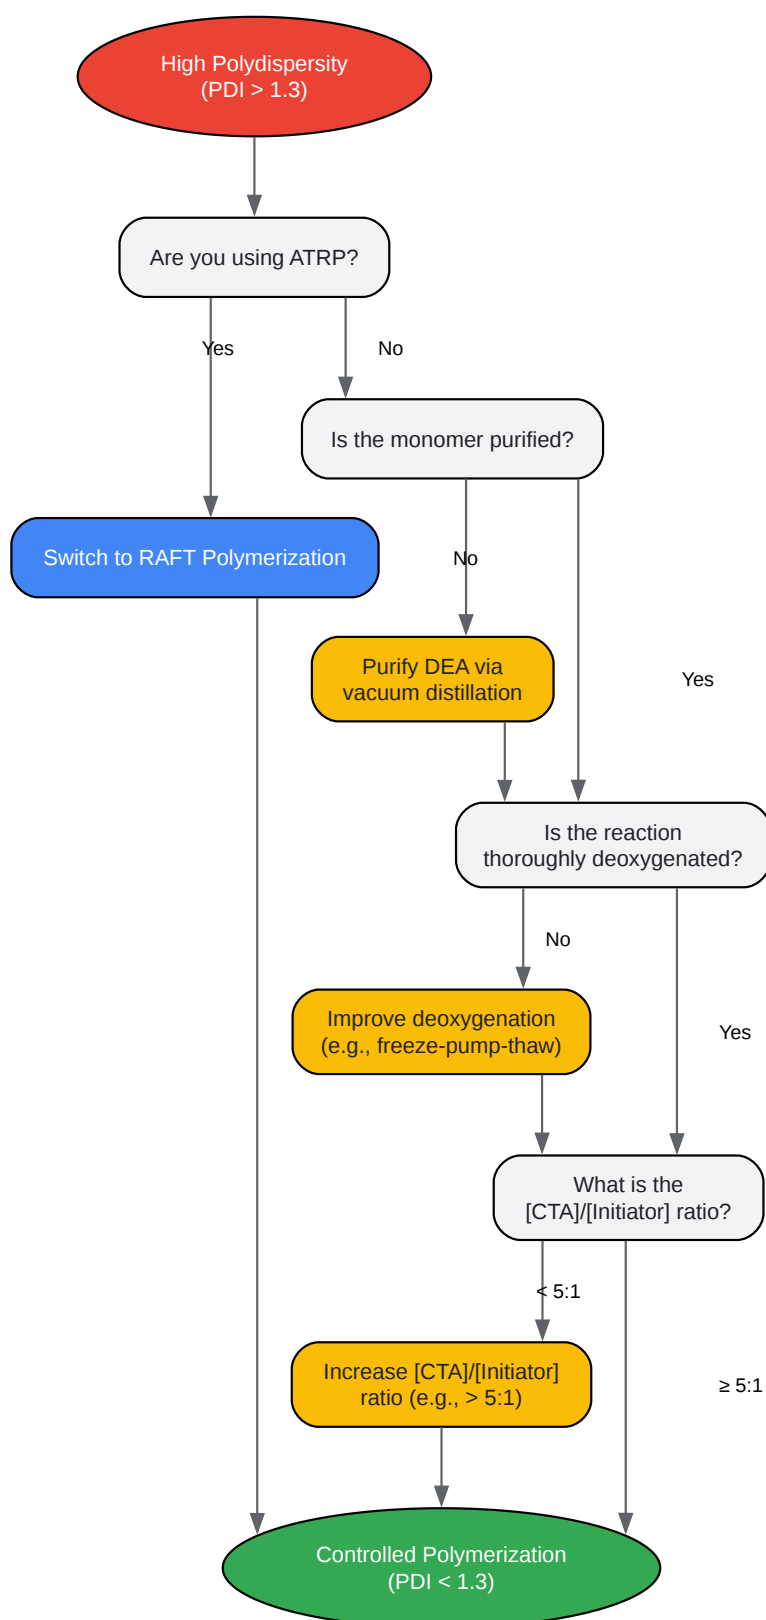 High Polydispersity
(PDI > 1.3)
Are you using ATRP?
Yes
No
Is the monomer purified?
Switch to RAFT Polymerization
No
Purify DEA via
vacuum distillation
Yes
Is the reaction
thoroughly deoxygenated?
No
Improve deoxygenation
(e.g., freeze-pump-thaw)
Yes
What is the
[CTA]/[Initiator] ratio?
< 5:1
Increase [CTA]/[Initiator]
ratio (e.g., > 5:1)
≥ 5:1
Controlled Polymerization
(PDI < 1.3)